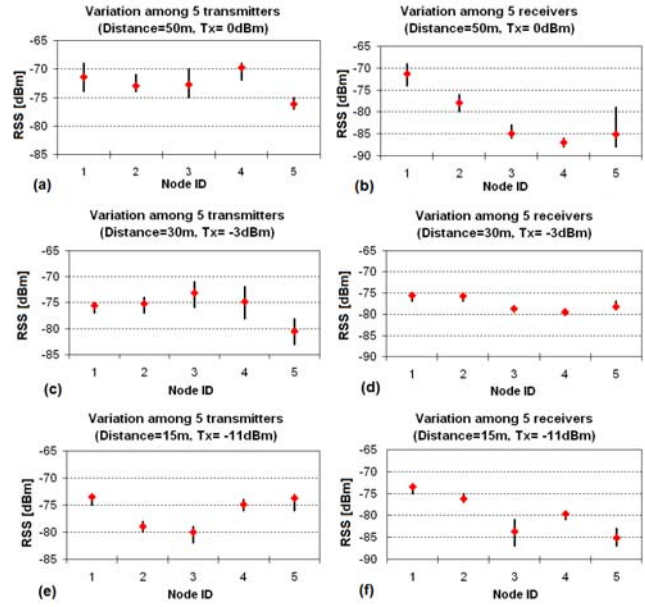 Variation among 5 transmitters
(Distance=50m, Tx= 0dBm)
-65
-70
-75
-80
-85
RSS [dBm]
1 2 3 4 5
(a) Node ID
Variation among 5 receivers
(Distance=50m, Tx= 0dBm)
-65
-70
-75
-80
-85
-90
RSS [dBm]
1 2 3 4 5
(b) Node ID
Variation among 5 transmitters
(Distance=30m, Tx= -3dBm)
-65
-70
-75
-80
-85
RSS [dBm]
1 2 3 4 5
(c) Node ID
Variation among 5 receivers
(Distance=30m, Tx= -3dBm)
-65
-70
-75
-80
-85
-90
RSS [dBm]
1 2 3 4 5
(d) Node ID
Variation among 5 transmitters
(Distance=15m, Tx= -11dBm)
-65
-70
-75
-80
-85
RSS [dBm]
1 2 3 4 5
(e) Node ID
Variation among 5 receivers
(Distance=15m, Tx= -11dBm)
-65
-70
-75
-80
-85
-90
RSS [dBm]
1 2 3 4 5
(f) Node ID